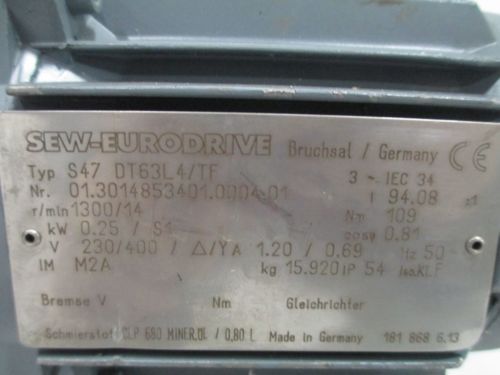 SEW-EURODRIVE Bruchsal / Germany CE
Typ S47 DT63L4/TF 3 ~ IEC 34
Nr. 01.3014853401.0004.01 i 94.08 :1
r/min 1300/14 Nm 109
kW 0.25 / S1 cosφ 0.81
V 230/400 / △/Y A 1.20 / 0.69 Hz 50
IM M2A kg 15.920 IP 54 Iso.Kl.F
Bremse V Nm Gleichrichter
Schmierstoff CLP 680 MINER.ÖL / 0,80 L Made in Germany 181 868 6.13